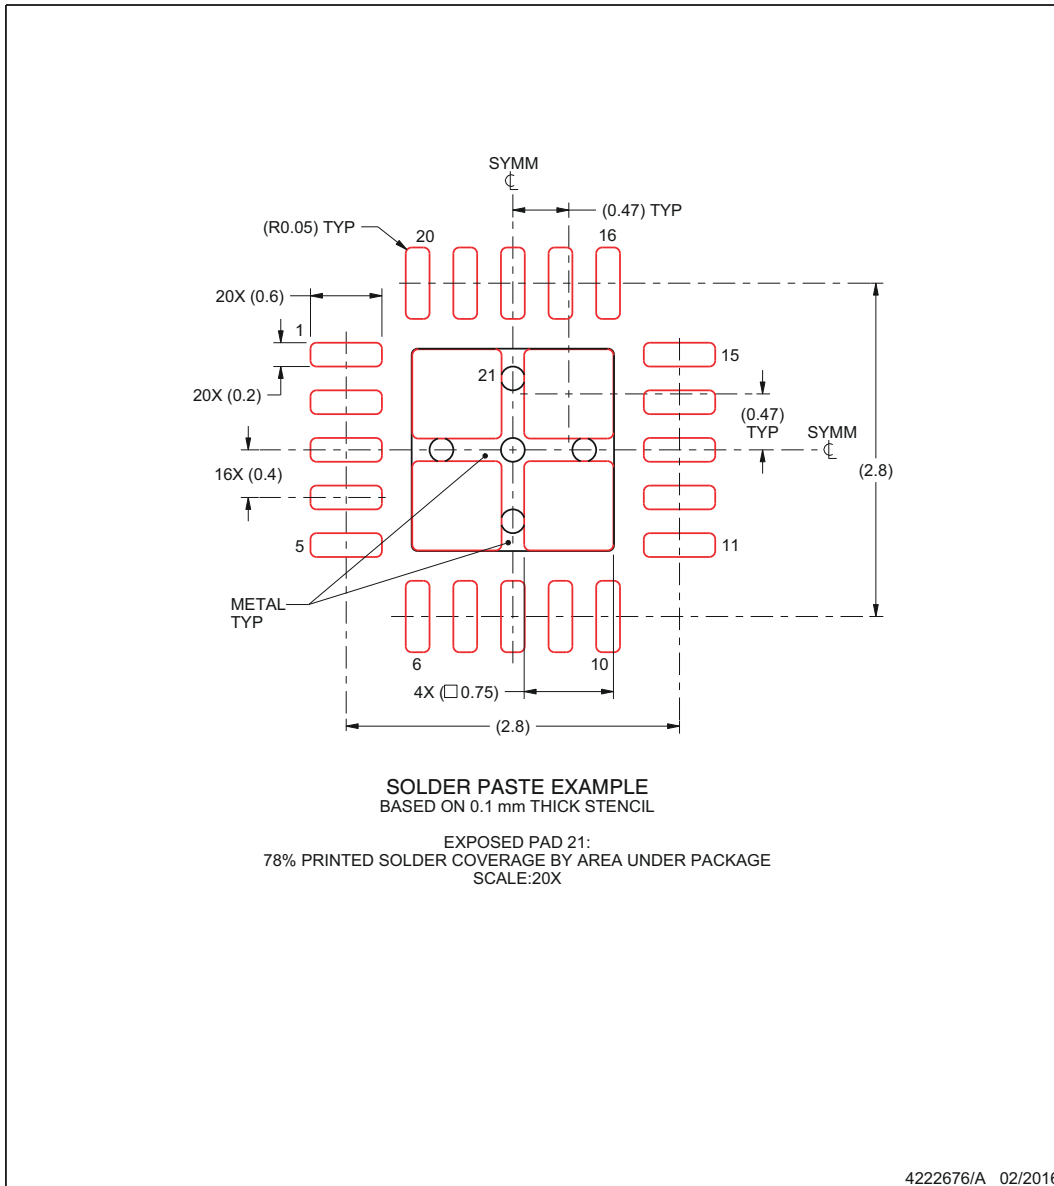 SYMM
℄
(0.47) TYP
(R0.05) TYP
20
16
20X (0.6)
1
15
21
20X (0.2)
(0.47)
TYP
SYMM
℄
(2.8)
16X (0.4)
5
11
METAL
TYP
6
10
4X (□ 0.75)
(2.8)
SOLDER PASTE EXAMPLE
BASED ON 0.1 mm THICK STENCIL
EXPOSED PAD 21:
78% PRINTED SOLDER COVERAGE BY AREA UNDER PACKAGE
SCALE:20X
4222676/A 02/2016